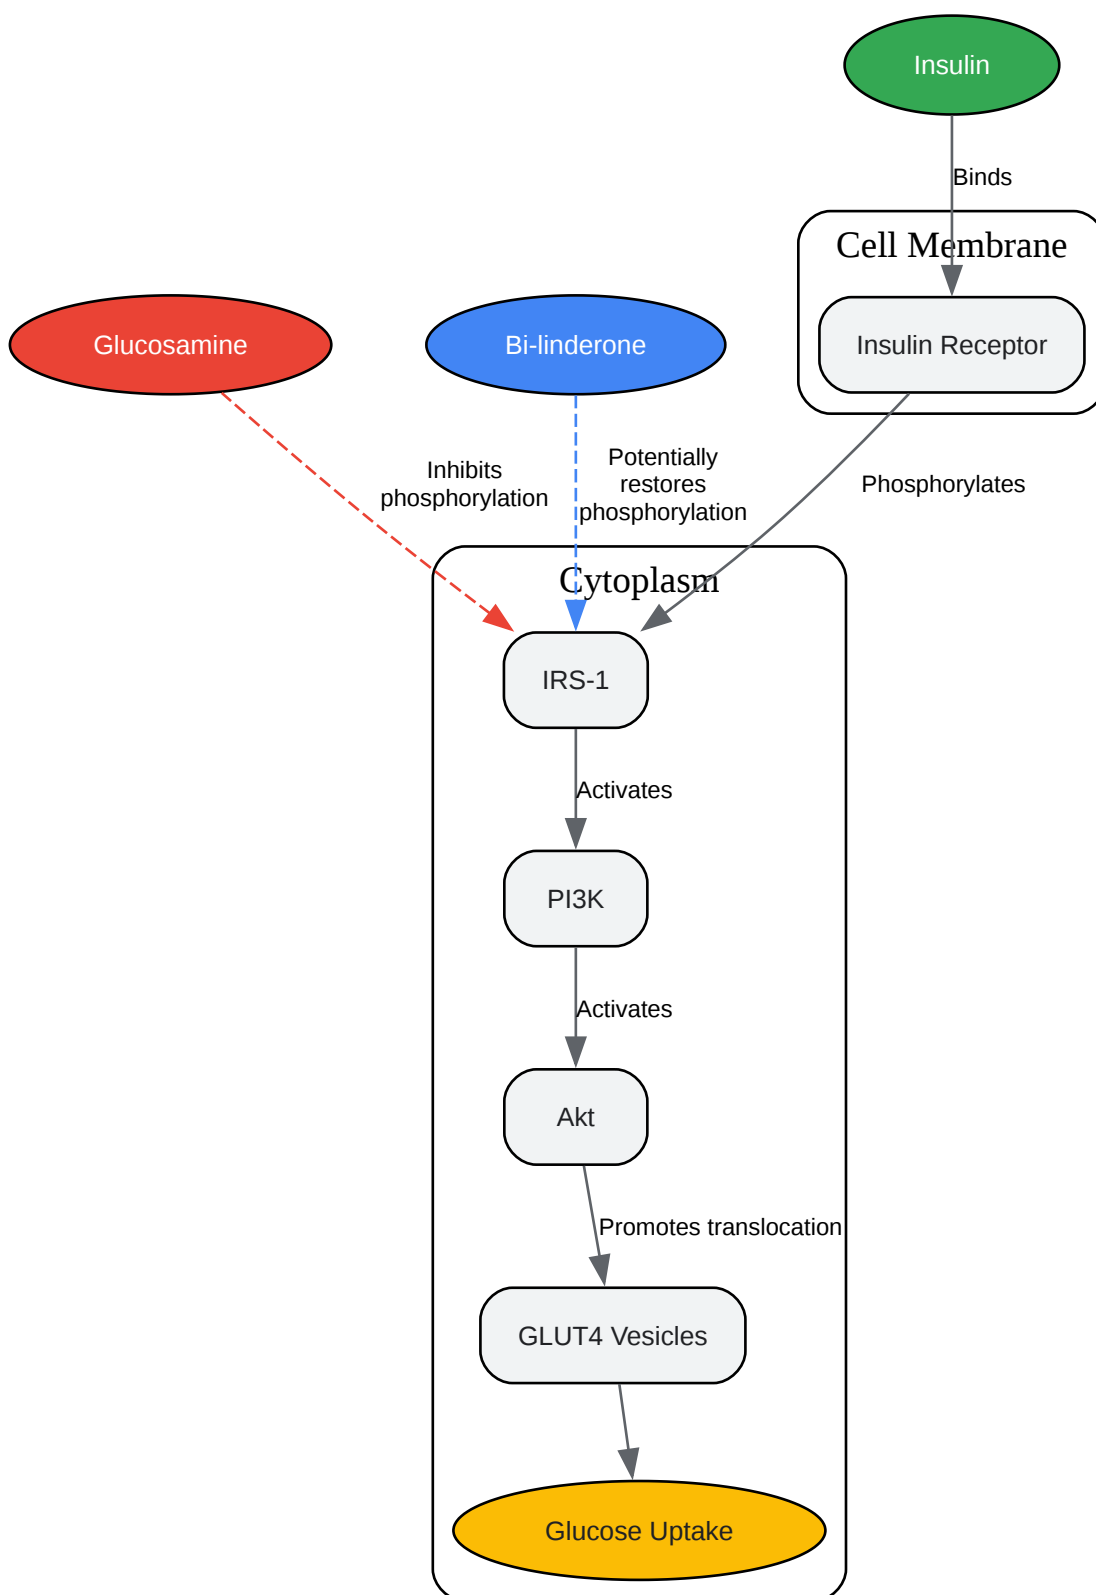 Insulin
Binds
Cell Membrane
Glucosamine
Bi-linderone
Insulin Receptor
Inhibits
phosphorylation
Potentially
restores
phosphorylation
Phosphorylates
Cytoplasm
IRS-1
Activates
PI3K
Activates
Akt
Promotes translocation
GLUT4 Vesicles
Glucose Uptake